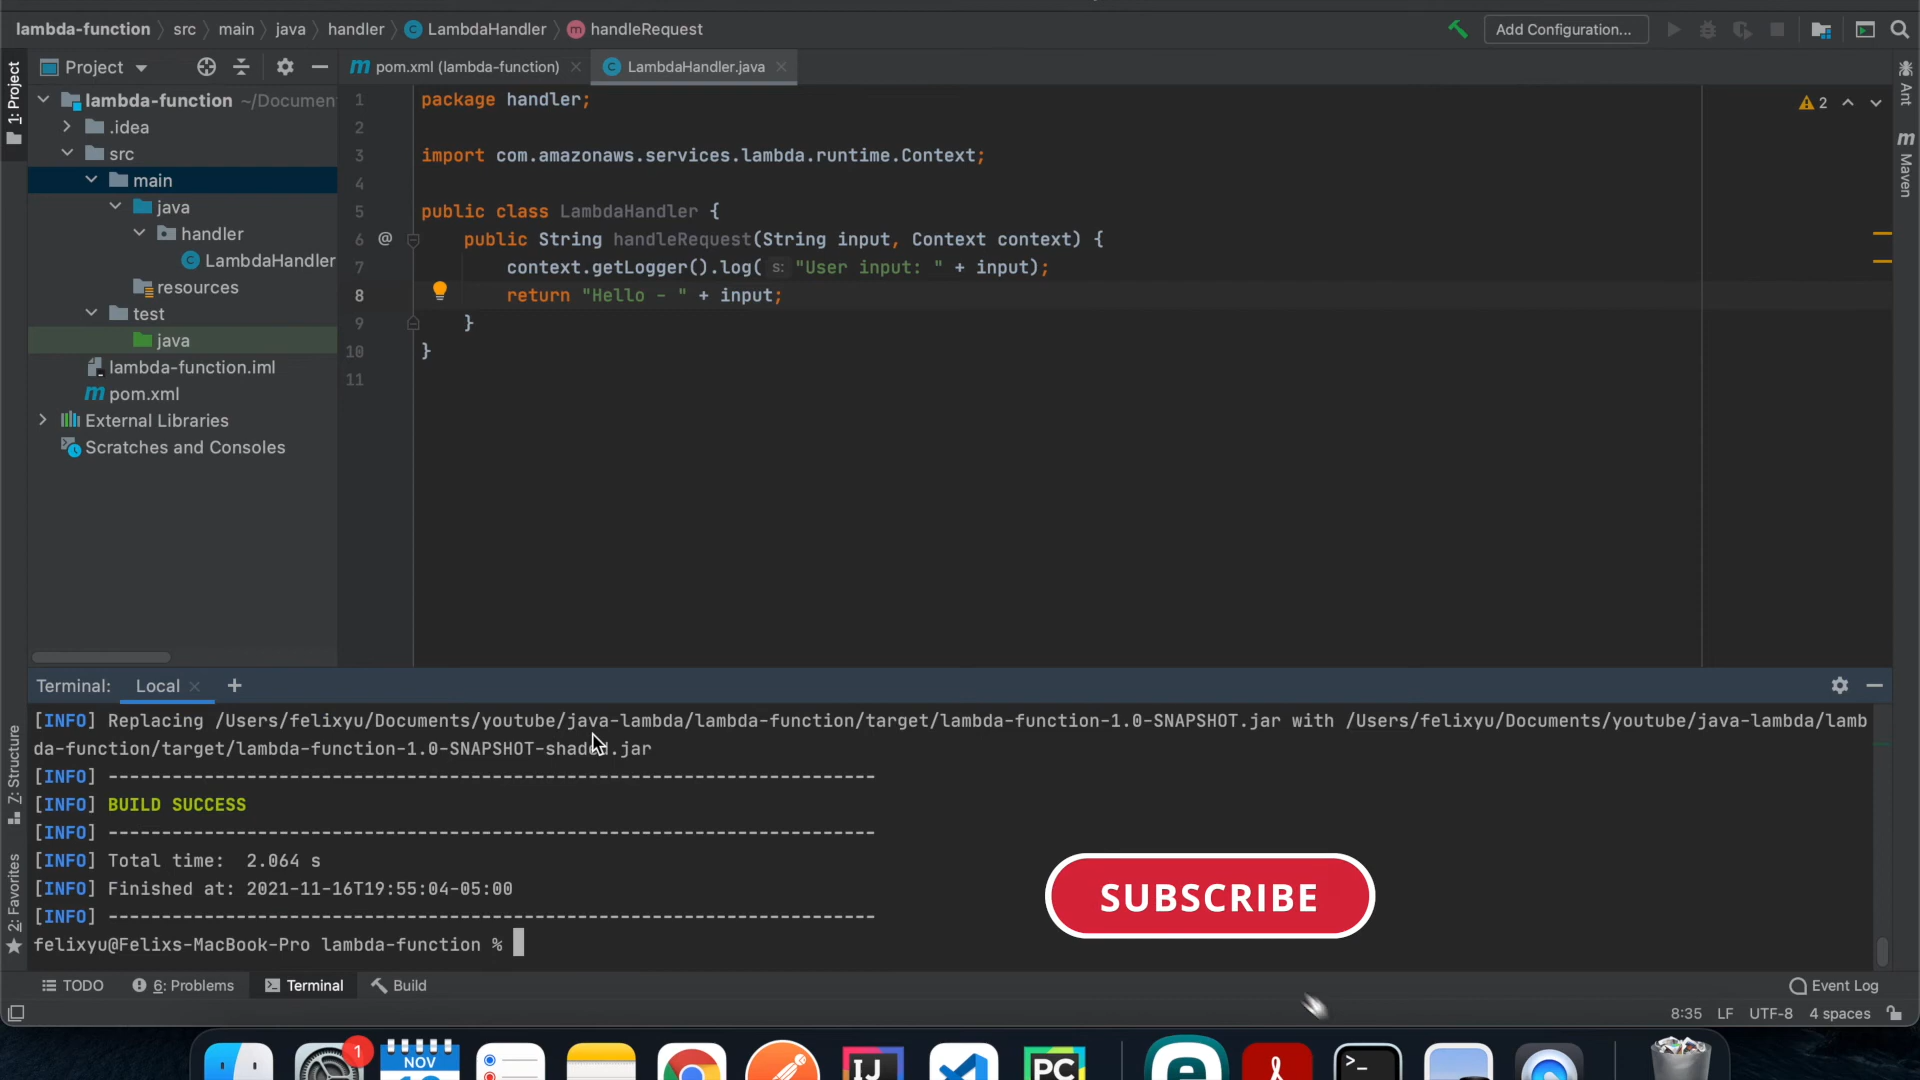 lambda-function src main java handler LambdaHandler handleRequest
Add Configuration...
1: Project
Project
pom.xml (lambda-function)
LambdaHandler.java
lambda-function ~/Documen
.idea
src
main
java
handler
LambdaHandler
resources
test
java
lambda-function.iml
pom.xml
External Libraries
Scratches and Consoles
1 package handler;
2
3 import com.amazonaws.services.lambda.runtime.Context;
4
5 public class LambdaHandler {
6 @ public String handleRequest(String input, Context context) {
7 context.getLogger().log( s: "User input: " + input);
8 return "Hello - " + input;
9 }
10 }
11
2
Ant
Maven
Terminal: Local
[INFO] Replacing /Users/felixyu/Documents/youtube/java-lambda/lambda-function/target/lambda-function-1.0-SNAPSHOT.jar with /Users/felixyu/Documents/youtube/java-lambda/lamb
da-function/target/lambda-function-1.0-SNAPSHOT-shaded.jar
[INFO] ------------------------------------------------------------------------
[INFO] BUILD SUCCESS
[INFO] ------------------------------------------------------------------------
[INFO] Total time:  2.064 s
[INFO] Finished at: 2021-11-16T19:55:04-05:00
[INFO] ------------------------------------------------------------------------
felixyu@Felixs-MacBook-Pro lambda-function %
SUBSCRIBE
7: Structure
2: Favorites
TODO
6: Problems
Terminal
Build
Event Log
8:35 LF UTF-8 4 spaces
1
NOV
IJ
PC